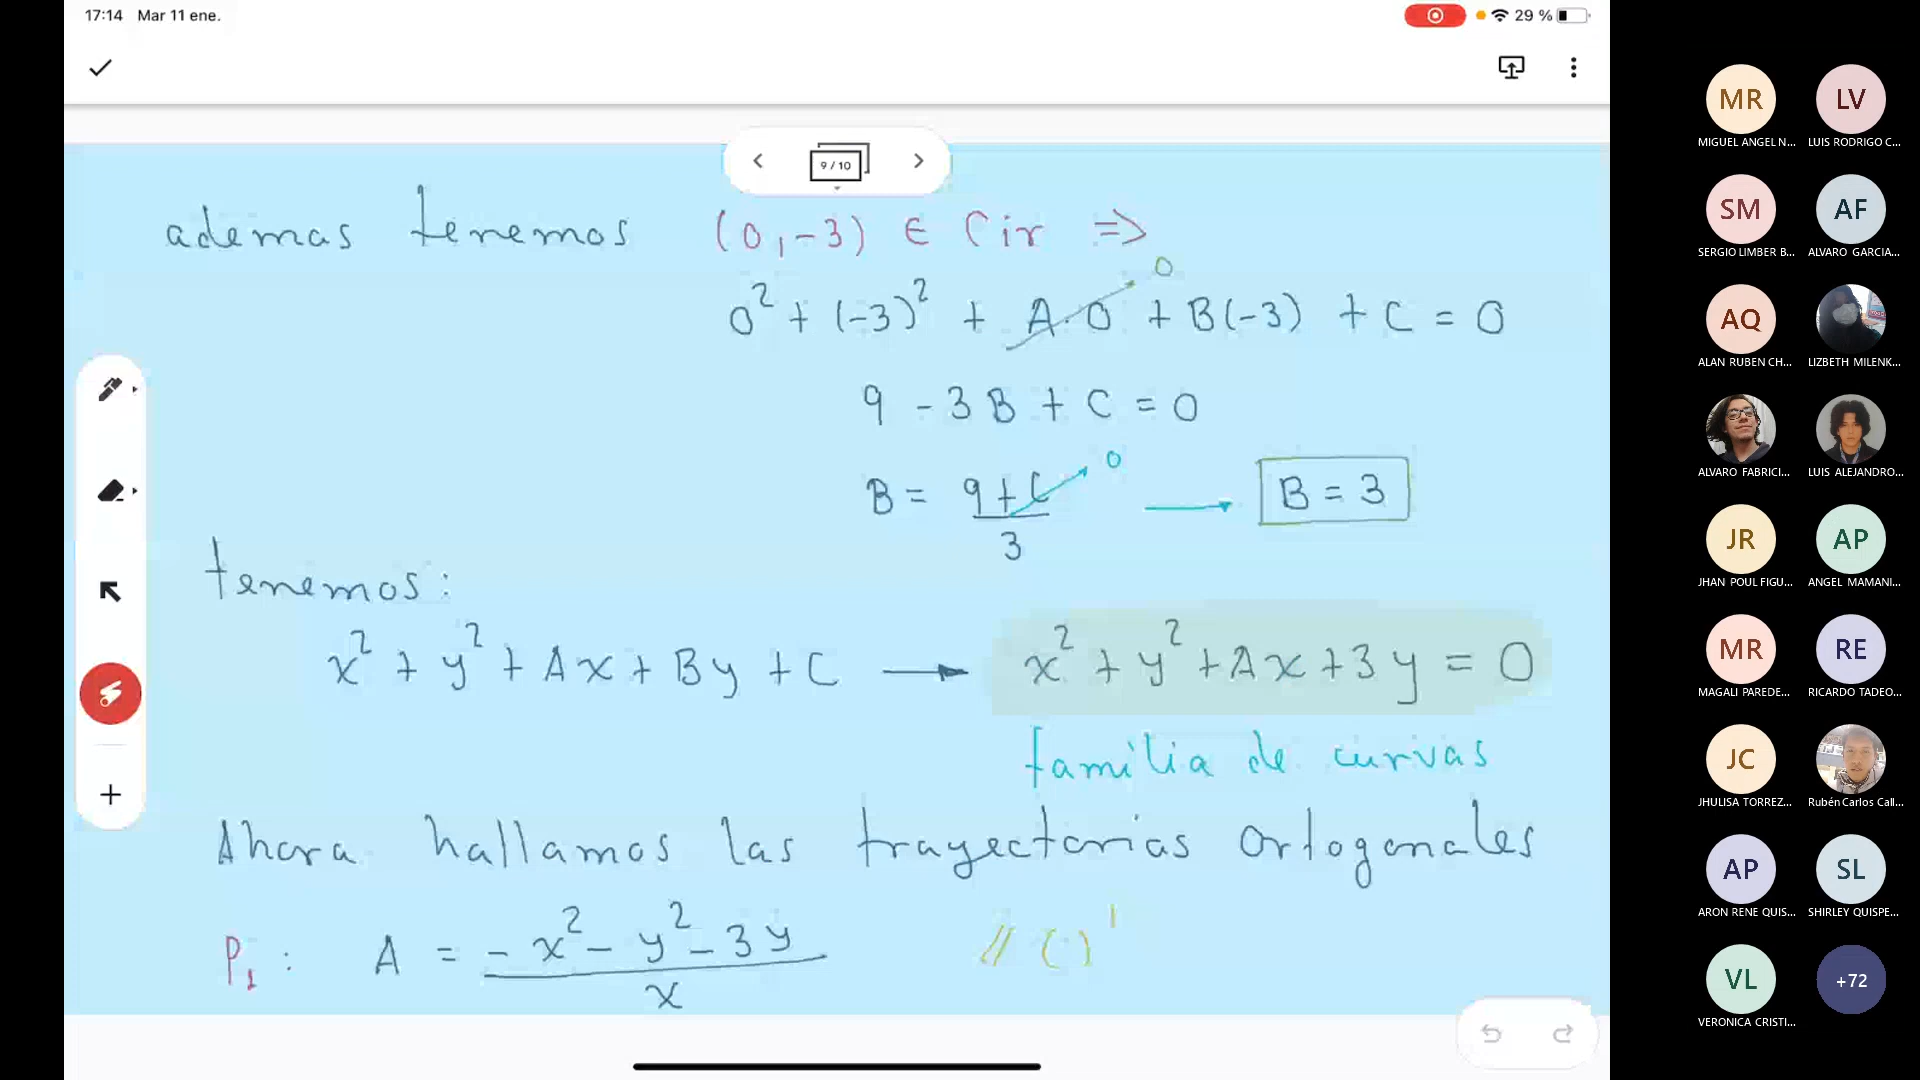 17:14 Mar 11 ene.
29 %
9 / 10
ademas tenemos (0,-3) ∈ Cir ⇒
0² + (-3)² + A·0 → 0 + B(-3) + C = 0
9 - 3B + C = 0
B = (9+C)/3 → 0 → B = 3
tenemos:
x² + y² + Ax + By + C → x² + y² + Ax + 3y = 0
familia de curvas
Ahora hallamos las trayectorias ortogonales
P₁ : A = (-x² - y² - 3y)/x // ( )'
MR LV
MIGUEL ANGEL N... LUIS RODRIGO C...
SM AF
SERGIO LIMBER B... ALVARO GARCIA...
AQ
ALAN RUBEN CH... LIZBETH MILENK...
ALVARO FABRICI... LUIS ALEJANDRO...
JR AP
JHAN POUL FIGU... ANGEL MAMANI...
MR RE
MAGALI PAREDE... RICARDO TADEO...
JC
JHULISA TORREZ... Rubén Carlos Call...
AP SL
ARON RENE QUIS... SHIRLEY QUISPE...
VL +72
VERONICA CRISTI...